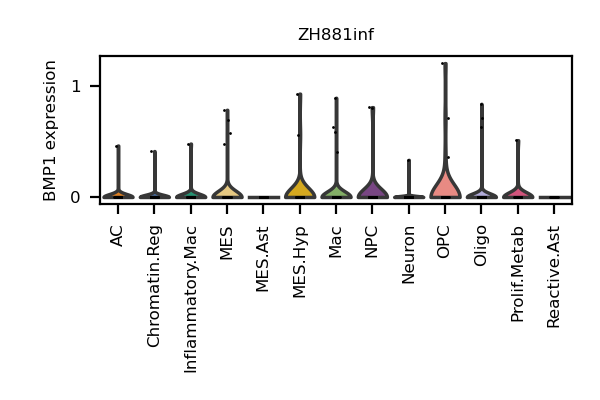 ZH881inf
BMP1 expression
1
0
AC
Chromatin.Reg
Inflammatory.Mac
MES
MES.Ast
MES.Hyp
Mac
NPC
Neuron
OPC
Oligo
Prolif.Metab
Reactive.Ast